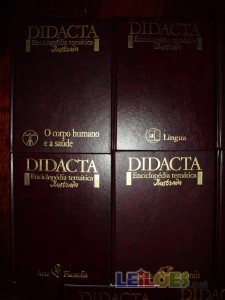 DIDACTA
Enciclopédia temática
Ilustrada
O corpo humano
e a saúde
DIDACTA
Enciclopédia temática
Ilustrada
Língua
DIDACTA
Enciclopédia temática
Ilustrada
Arte Filosofia
DIDACTA
Enciclopédia temática
Ilustrada
LEILOES